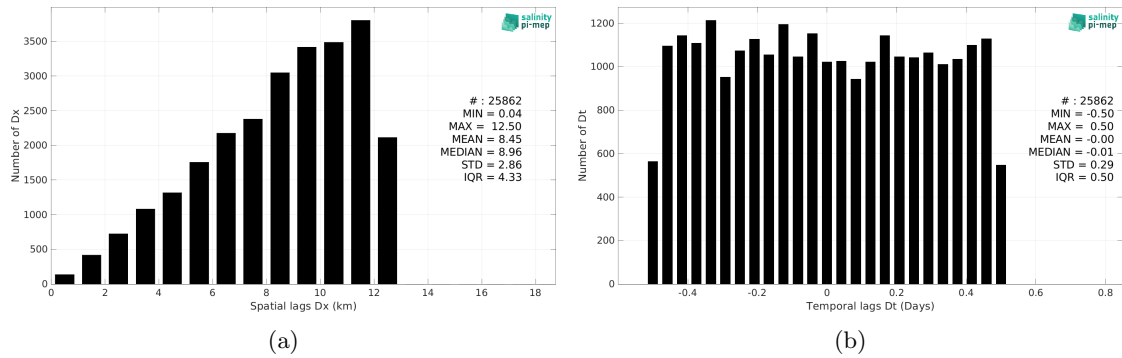 salinity
pi-mep
3500
3000
2500
2000
1500
1000
500
0
Number of Dx
# : 25862
MIN = 0.04
MAX = 12.50
MEAN = 8.45
MEDIAN = 8.96
STD = 2.86
IQR = 4.33
0 2 4 6 8 10 12 14 16 18
Spatial lags Dx (km)
(a)
salinity
pi-mep
1200
1000
800
600
400
200
0
Number of Dt
# : 25862
MIN = -0.50
MAX = 0.50
MEAN = -0.00
MEDIAN = -0.01
STD = 0.29
IQR = 0.50
-0.4 -0.2 0 0.2 0.4 0.6 0.8
Temporal lags Dt (Days)
(b)